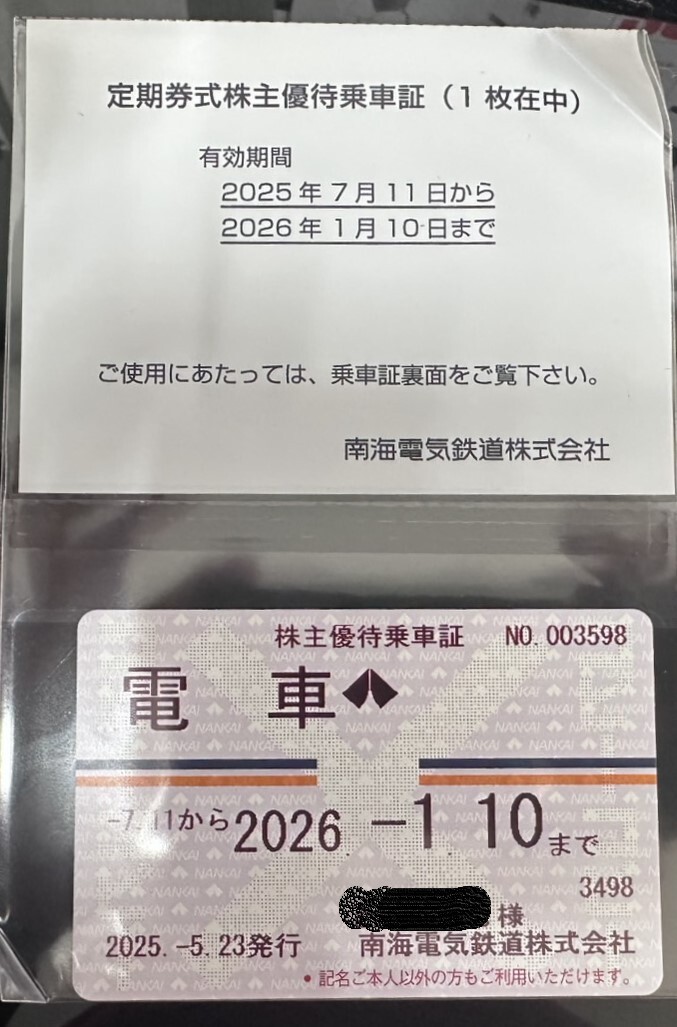 定期券式株主優待乗車証（1枚在中）
有効期間
2025年7月11日から
2026年1月10日まで
ご使用にあたっては、乗車証裏面をご覧下さい。
南海電気鉄道株式会社
株主優待乗車証 NO.003598
電 車
-7.11から2026.-1.10まで
3498
様
2025.-5.23発行 南海電気鉄道株式会社
・記名ご本人以外の方もご利用いただけます。